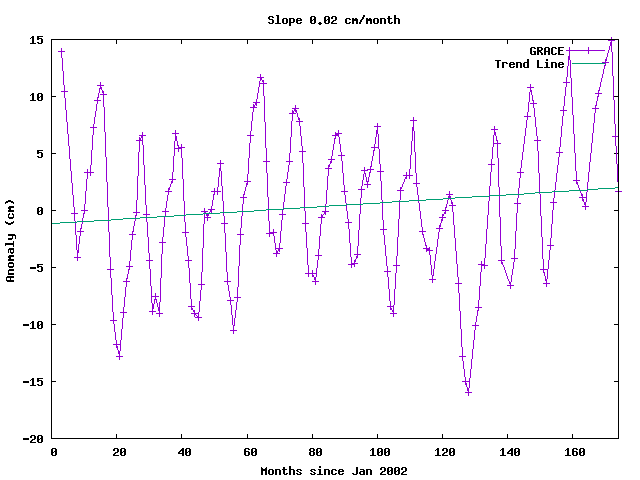 Slope 0.02 cm/month
GRACE
Trend Line
15
10
5
0
-5
-10
-15
-20
Anomaly (cm)
0 20 40 60 80 100 120 140 160
Months since Jan 2002